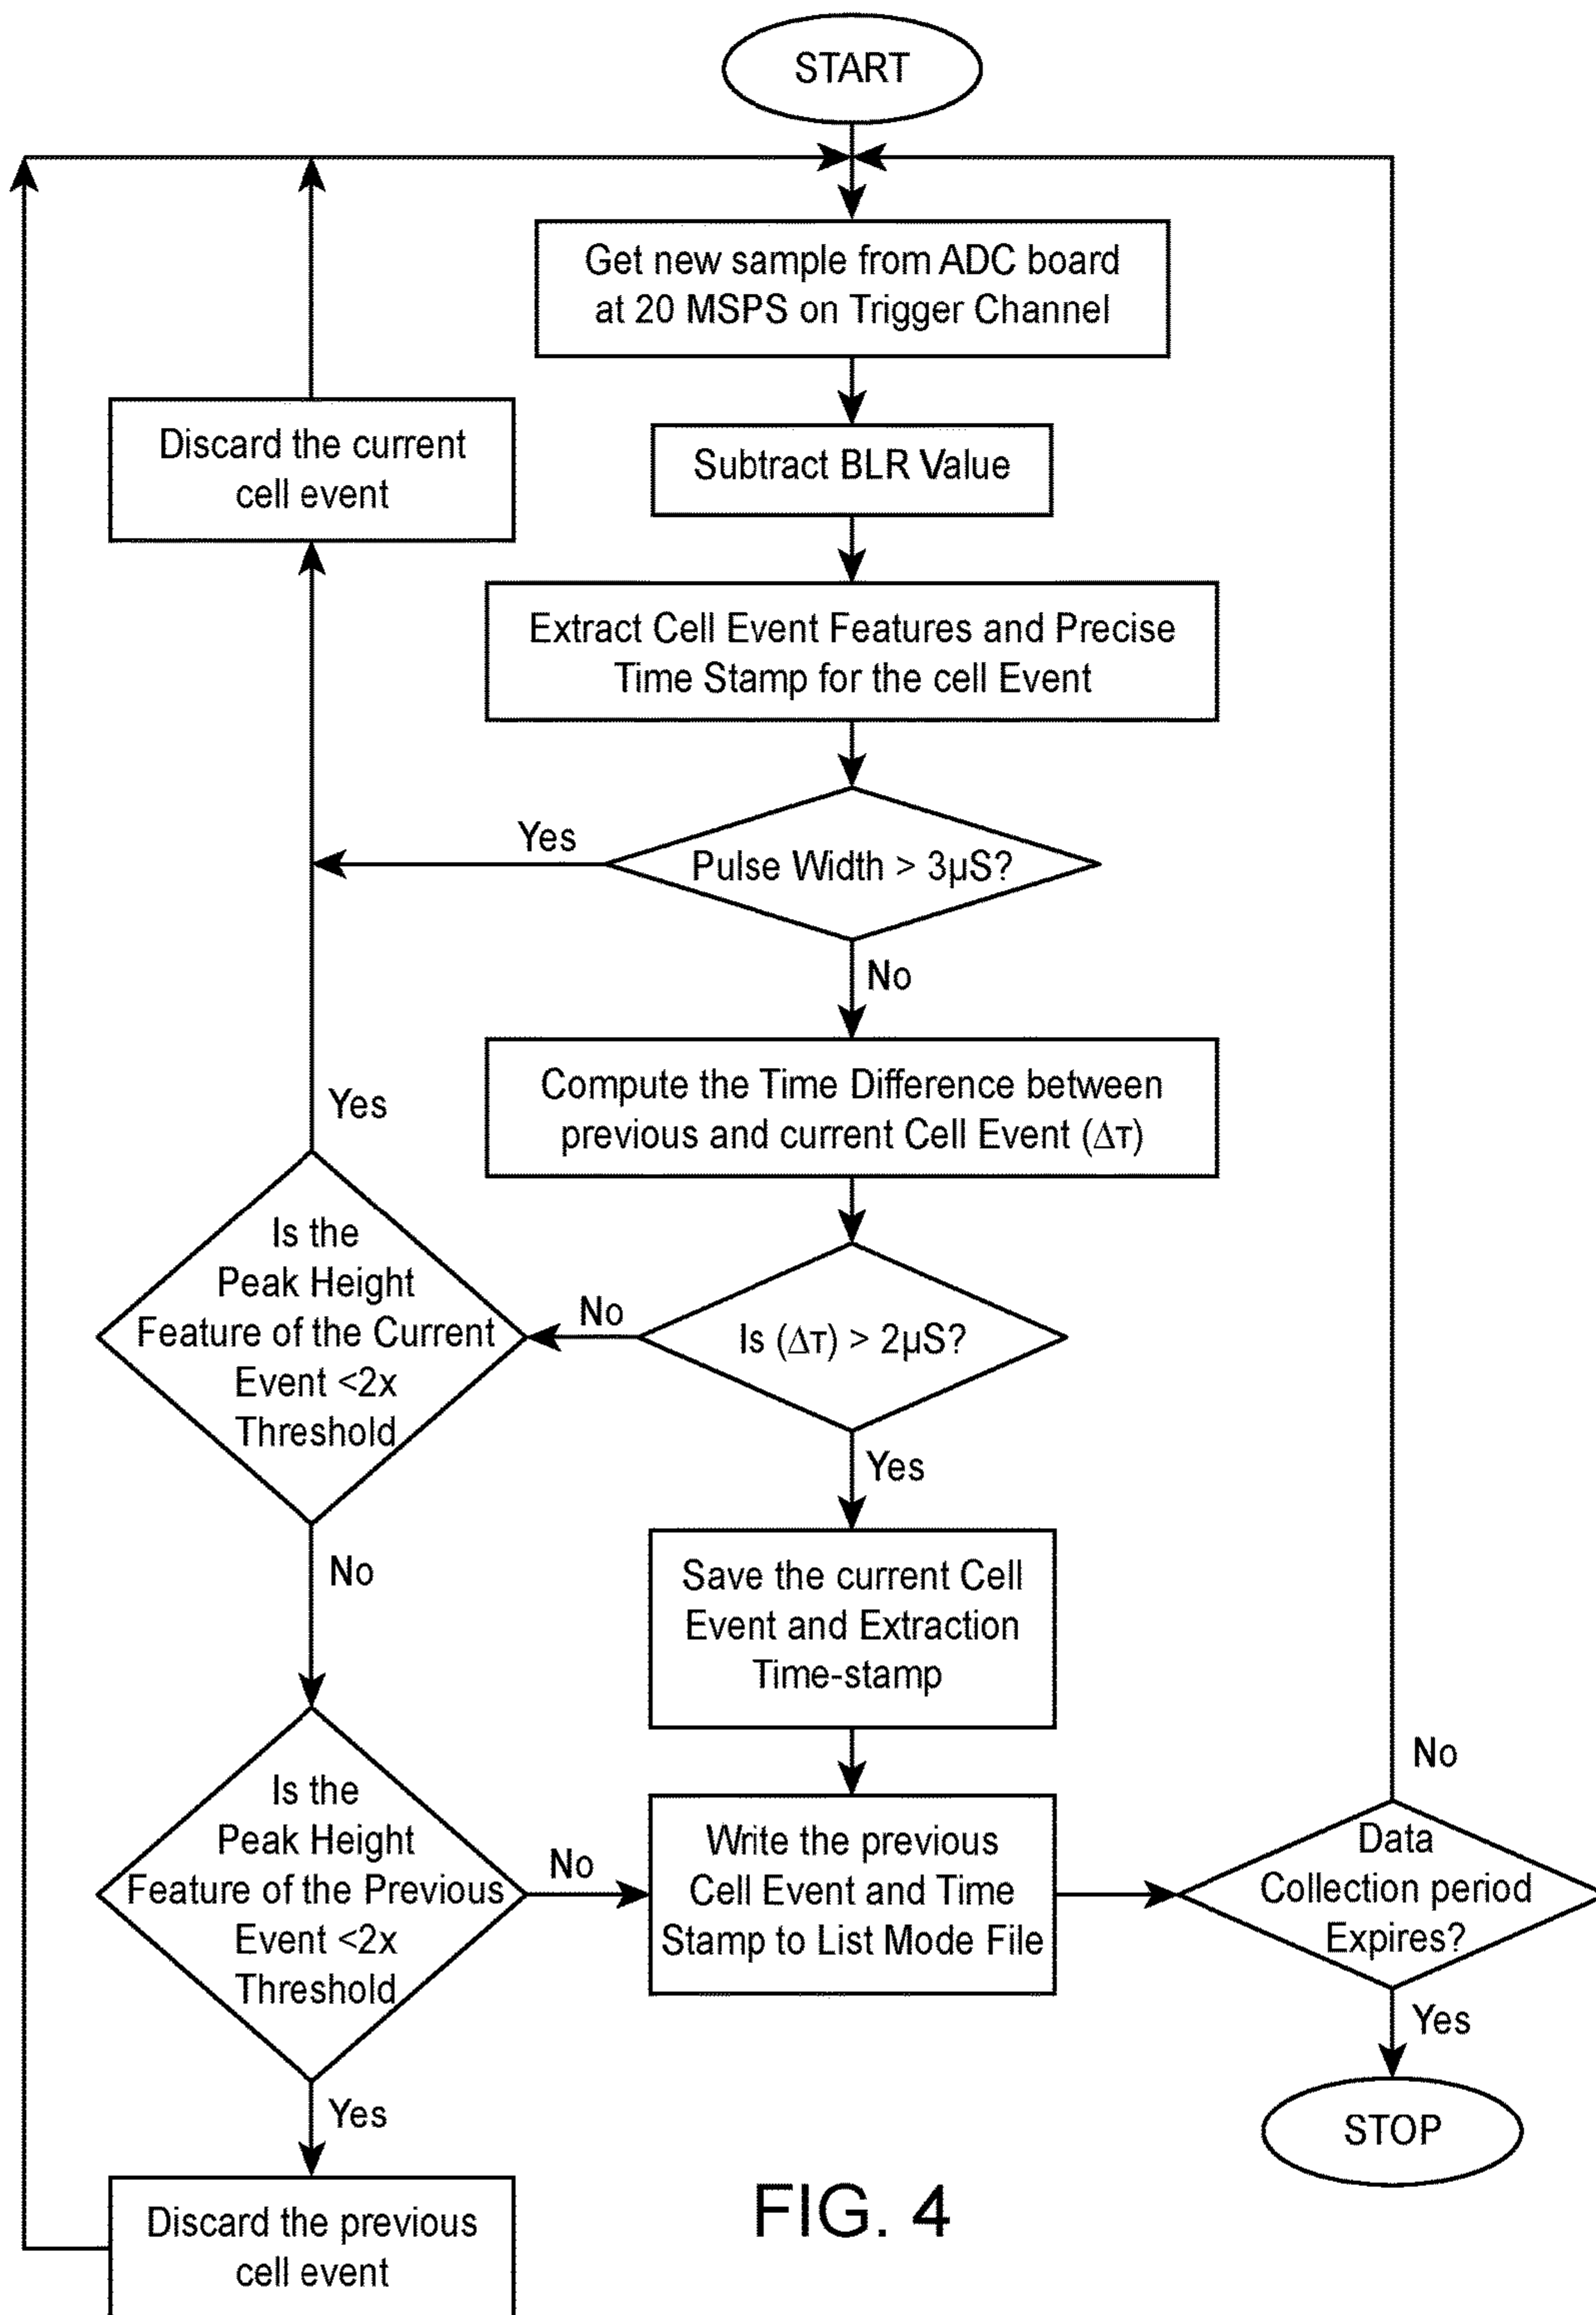 START
Get new sample from ADC board
at 20 MSPS on Trigger Channel
Discard the current
cell event
Subtract BLR Value
Extract Cell Event Features and Precise
Time Stamp for the cell Event
Yes
Pulse Width > 3µS?
No
Compute the Time Difference between
previous and current Cell Event (∆τ)
Yes
Is the
Peak Height
Feature of the Current
Event <2x
Threshold
No
Is (∆τ) > 2µS?
Yes
Save the current Cell
Event and Extraction
Time-stamp
No
Is the
Peak Height
Feature of the Previous
Event <2x
Threshold
No
Write the previous
Cell Event and Time
Stamp to List Mode File
No
Data
Collection period
Expires?
Yes
STOP
Yes
Discard the previous
cell event
FIG. 4